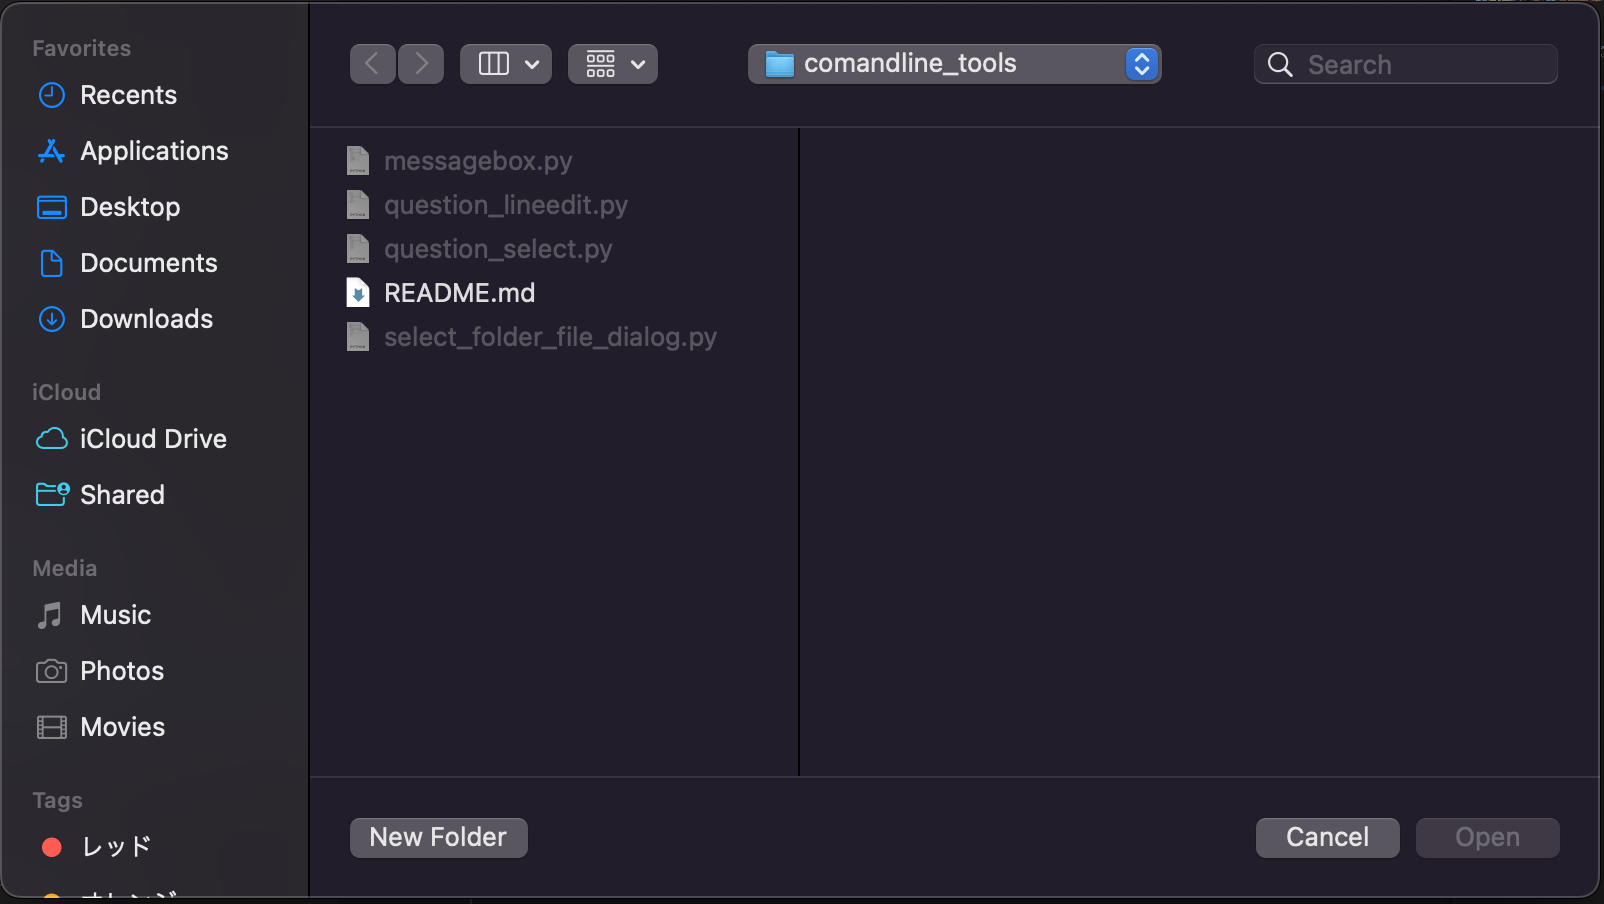 Favorites
Recents
Applications
Desktop
Documents
Downloads
iCloud
iCloud Drive
Shared
Media
Music
Photos
Movies
Tags
レッド
comandline_tools
Search
messagebox.py
question_lineedit.py
question_select.py
README.md
select_folder_file_dialog.py
New Folder
Cancel
Open